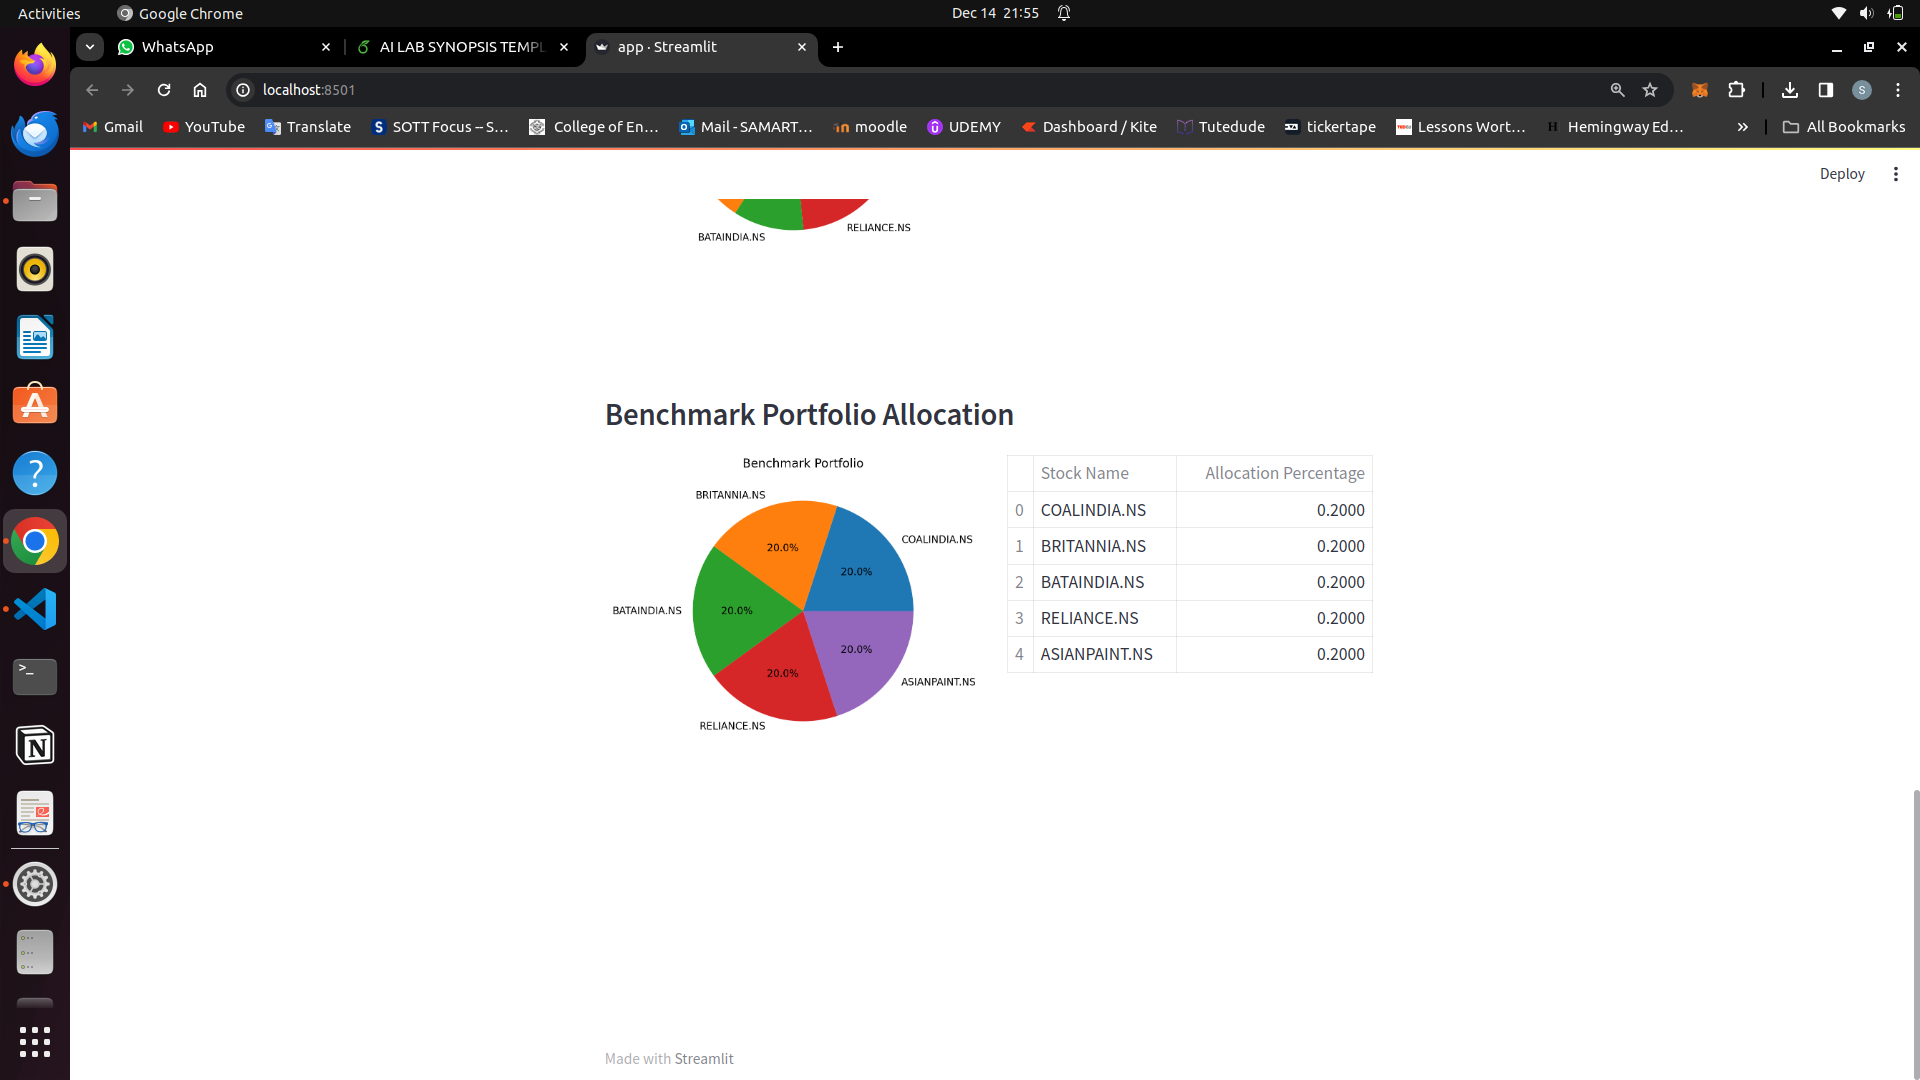 Activities
Google Chrome
Dec 14 21:55
WhatsApp
AI LAB SYNOPSIS TEMPL
app · Streamlit
localhost:8501
S
Gmail
YouTube
Translate
SOTT Focus -- S...
College of En...
Mail - SAMART...
moodle
UDEMY
Dashboard / Kite
Tutedude
tickertape
Lessons Wort...
Hemingway Ed...
All Bookmarks
Deploy
BATAINDIA.NS
RELIANCE.NS
Benchmark Portfolio Allocation
Benchmark Portfolio
BRITANNIA.NS
COALINDIA.NS
BATAINDIA.NS
RELIANCE.NS
ASIANPAINT.NS
20.0%
20.0%
20.0%
20.0%
20.0%
Stock Name Allocation Percentage
0 COALINDIA.NS 0.2000
1 BRITANNIA.NS 0.2000
2 BATAINDIA.NS 0.2000
3 RELIANCE.NS 0.2000
4 ASIANPAINT.NS 0.2000
Made with Streamlit